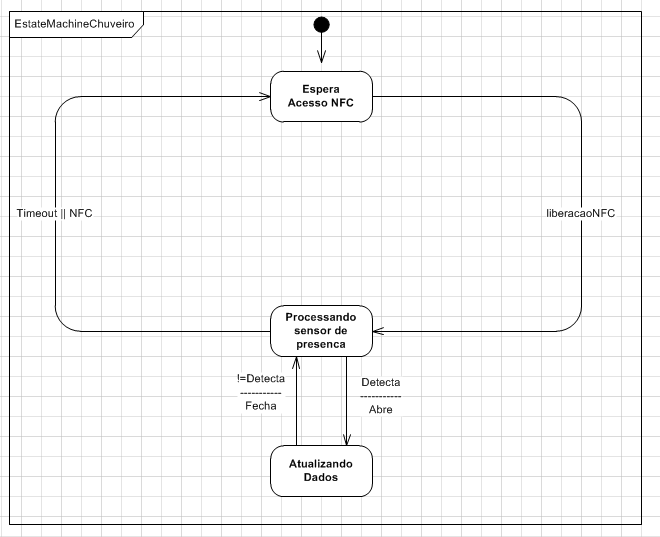 EstateMachineChuveiro
Espera
Acesso NFC
Timeout || NFC
liberacaoNFC
Processando
sensor de
presenca
!=Detecta
-----------
Fecha
Detecta
-----------
Abre
Atualizando
Dados